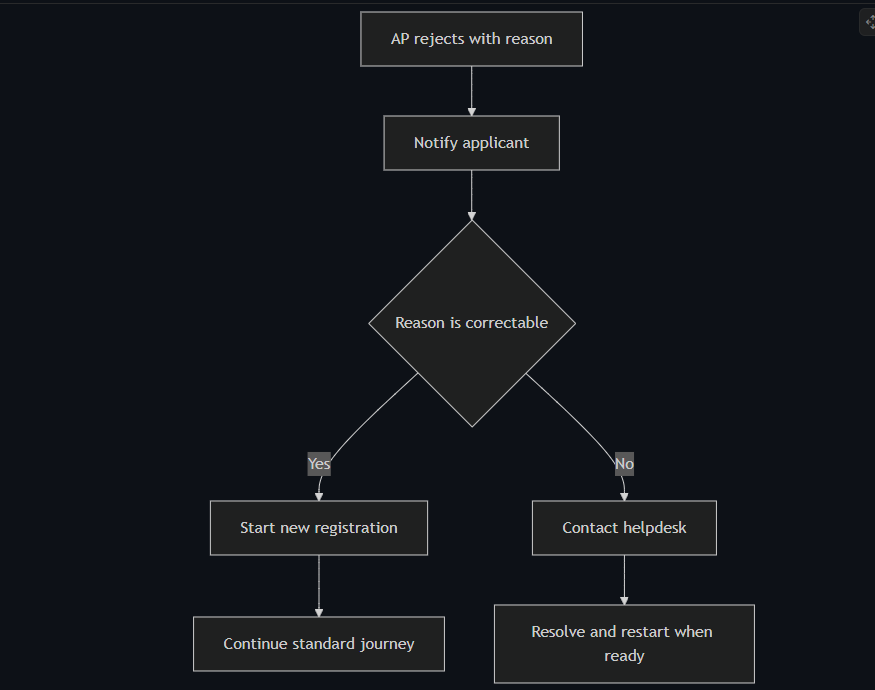 AP rejects with reason
Notify applicant
Reason is correctable
Yes
No
Start new registration
Contact helpdesk
Continue standard journey
Resolve and restart when
ready